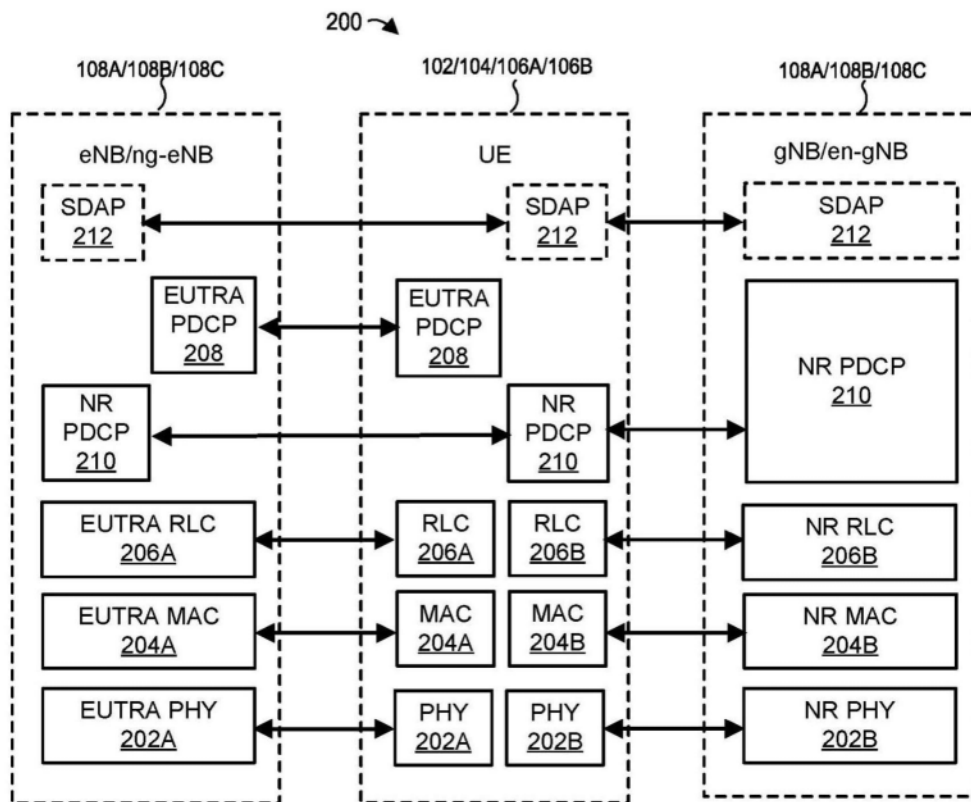 200
108A/108B/108C
102/104/106A/106B
108A/108B/108C
eNB/ng-eNB
UE
gNB/en-gNB
SDAP
212
SDAP
212
SDAP
212
EUTRA
PDCP
208
EUTRA
PDCP
208
NR PDCP
210
NR
PDCP
210
NR
PDCP
210
EUTRA RLC
206A
RLC
206A
RLC
206B
NR RLC
206B
EUTRA MAC
204A
MAC
204A
MAC
204B
NR MAC
204B
EUTRA PHY
202A
PHY
202A
PHY
202B
NR PHY
202B